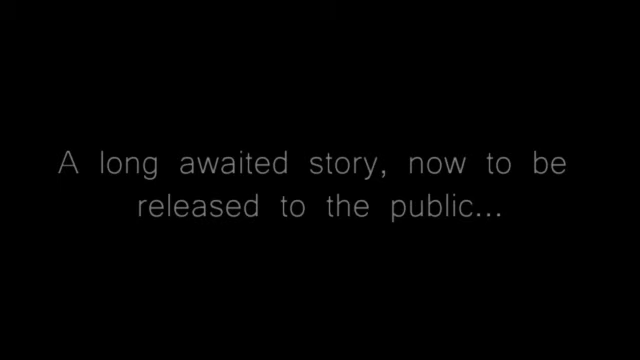 A long awaited story, now to be
released to the public...